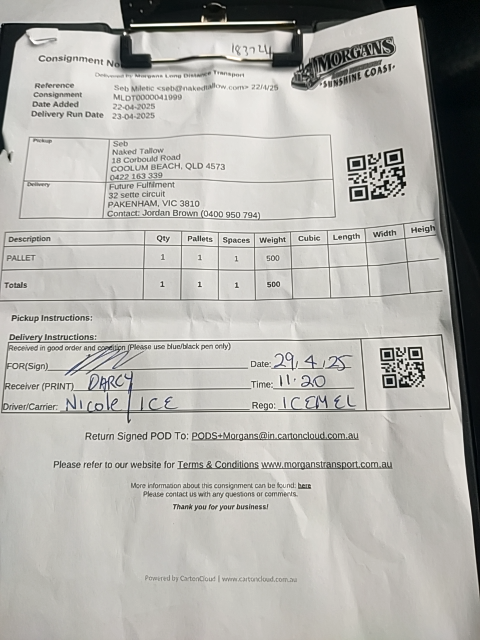 183724
MORGANS
SUNSHINE COAST
Consignment No
Delivered by Morgans Long Distance Transport
Reference Seb Miletic <seb@nakedtallow.com> 22/4/25
Consignment MLDT0000041999
Date Added 22-04-2025
Delivery Run Date 23-04-2025
Pickup Seb
Naked Tallow
18 Corbould Road
COOLUM BEACH, QLD 4573
0422 163 339
Delivery Future Fulfilment
32 sette circuit
PAKENHAM, VIC 3810
Contact: Jordan Brown (0400 950 794)
Description Qty Pallets Spaces Weight Cubic Length Width Heigh
PALLET 1 1 1 500
Totals 1 1 1 500
Pickup Instructions:
Delivery Instructions:
Received in good order and condition (Please use blue/black pen only)
FOR(Sign) Date: 29,4,25
Receiver (PRINT) DARCY Time: 11·20
Driver/Carrier: Nicole / ICE Rego: ICEMEL
Return Signed POD To: PODS+Morgans@in.cartoncloud.com.au
Please refer to our website for Terms & Conditions www.morganstransport.com.au
More information about this consignment can be found: here
Please contact us with any questions or comments.
Thank you for your business!
Powered by CartonCloud | www.cartoncloud.com.au